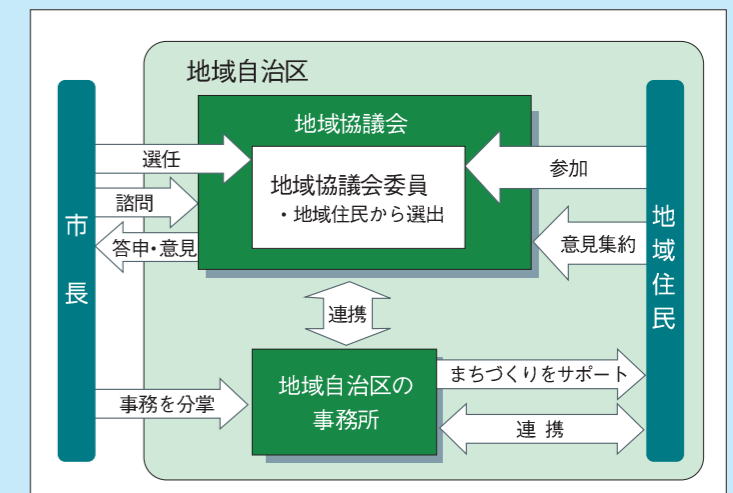 地域自治区
地域協議会
選任
地域協議会委員
・地域住民から選出
参加
諮問
市長
答申・意見
意見集約
地域住民
連携
地域自治区の
事務所
まちづくりをサポート
事務を分掌
連 携